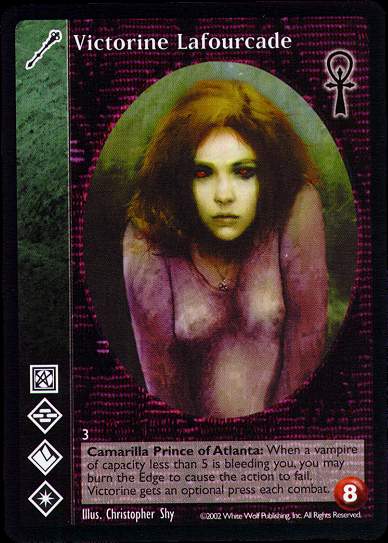 Victorine Lafourcade
3
Camarilla Prince of Atlanta: When a vampire
of capacity less than 5 is bleeding you, you may
burn the Edge to cause the action to fail.
Victorine gets an optional press each combat.
8
Illus. Christopher Shy
©2002 White Wolf Publishing, Inc. All Rights Reserved.